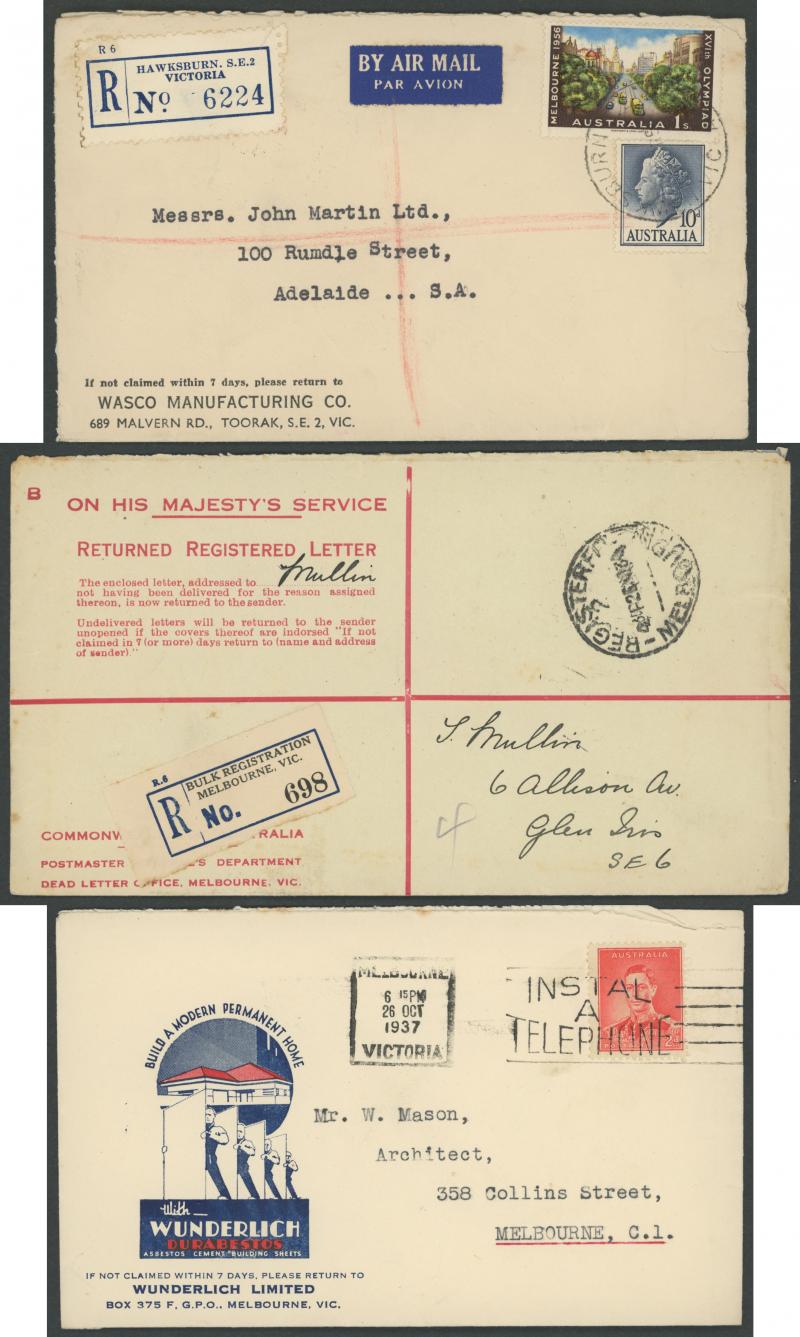 R 6
HAWKSBURN. S.E.2
VICTORIA
R No 6224
BY AIR MAIL
PAR AVION
MELBOURNE 1956
XVIth OLYMPIAD
AUSTRALIA 1s
BURN
VIC
10d
AUSTRALIA
Messrs. John Martin Ltd.,
100 Rumdle Street,
Adelaide ... S.A.
If not claimed within 7 days, please return to
WASCO MANUFACTURING CO.
689 MALVERN RD., TOORAK, S.E. 2, VIC.
B
ON HIS MAJESTY'S SERVICE
RETURNED REGISTERED LETTER
The enclosed letter, addressed to Mullin
not having been delivered for the reason assigned
thereon, is now returned to the sender.
Undelivered letters will be returned to the sender
unopened if the covers thereof are indorsed "If not
claimed in 7 (or more) days return to (name and address
of sender)."
REGISTERED
MELBOURNE
R.6
BULK REGISTRATION
MELBOURNE, VIC.
R No. 698
COMMONW RALIA
POSTMASTER 'S DEPARTMENT
DEAD LETTER OFFICE, MELBOURNE, VIC.
S. Mullin
6 Allison Av.
Glen Iris
SE6
4
MELBOURNE
6 15PM
26 OCT
1937
VICTORIA
INSTAL
A
TELEPHONE
AUSTRALIA
BUILD A MODERN PERMANENT HOME
With
WUNDERLICH
DURABESTOS
ASBESTOS CEMENT BUILDING SHEETS
Mr. W. Mason,
Architect,
358 Collins Street,
MELBOURNE, C.1.
IF NOT CLAIMED WITHIN 7 DAYS, PLEASE RETURN TO
WUNDERLICH LIMITED
BOX 375 F, G.P.O., MELBOURNE, VIC.